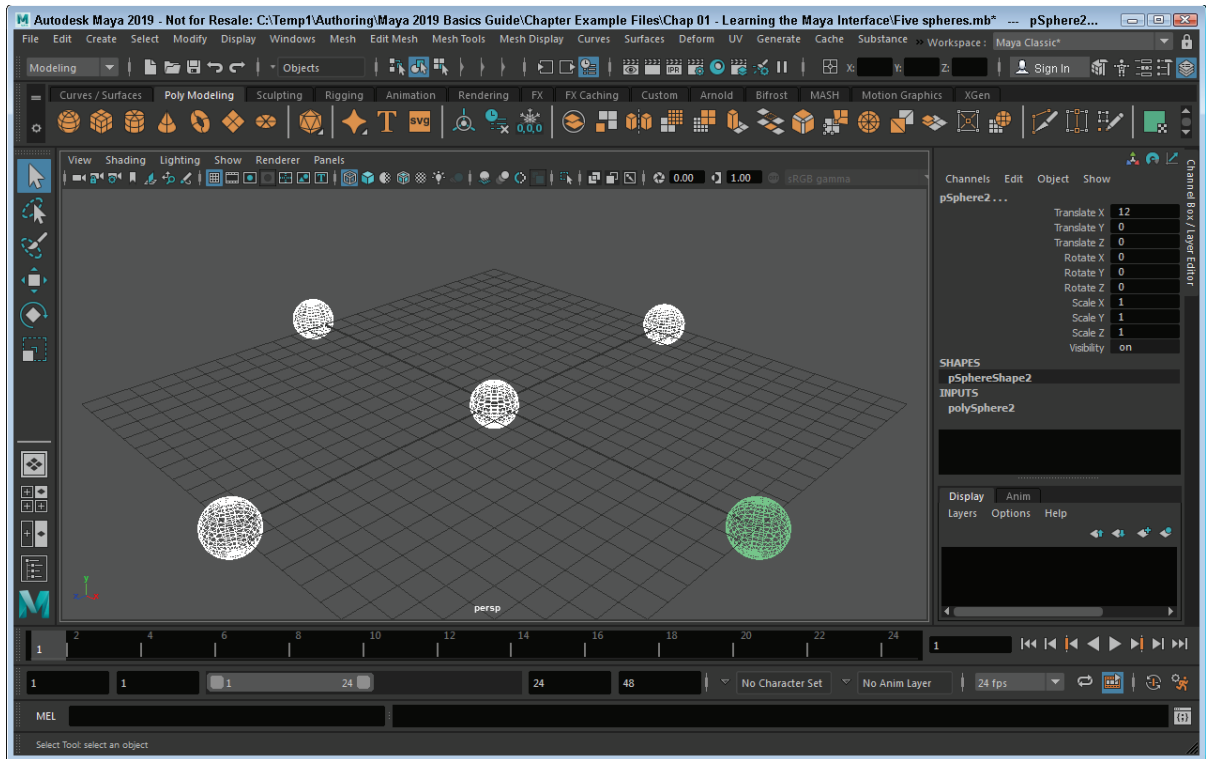 M Autodesk Maya 2019 - Not for Resale: C:\Temp1\Authoring\Maya 2019 Basics Guide\Chapter Example Files\Chap 01 - Learning the Maya Interface\Five spheres.mb* --- pSphere2...
File Edit Create Select Modify Display Windows Mesh Edit Mesh Mesh Tools Mesh Display Curves Surfaces Deform UV Generate Cache Substance » Workspace : Maya Classic*
Modeling Objects X: Y: Z: Sign In
Curves / Surfaces Poly Modeling Sculpting Rigging Animation Rendering FX FX Caching Custom Arnold Bifrost MASH Motion Graphics XGen
T svg 0,0,0
View Shading Lighting Show Renderer Panels
0.00 1.00 sRGB gamma
Channels Edit Object Show
pSphere2 . . .
Translate X 12
Translate Y 0
Translate Z 0
Rotate X 0
Rotate Y 0
Rotate Z 0
Scale X 1
Scale Y 1
Scale Z 1
Visibility on
SHAPES
pSphereShape2
INPUTS
polySphere2
Channel Box / Layer Editor
Display Anim
Layers Options Help
y
x z
persp
1 2 4 6 8 10 12 14 16 18 20 22 24 1
1 1 1 24 24 48 No Character Set No Anim Layer 24 fps
MEL
Select Tool: select an object